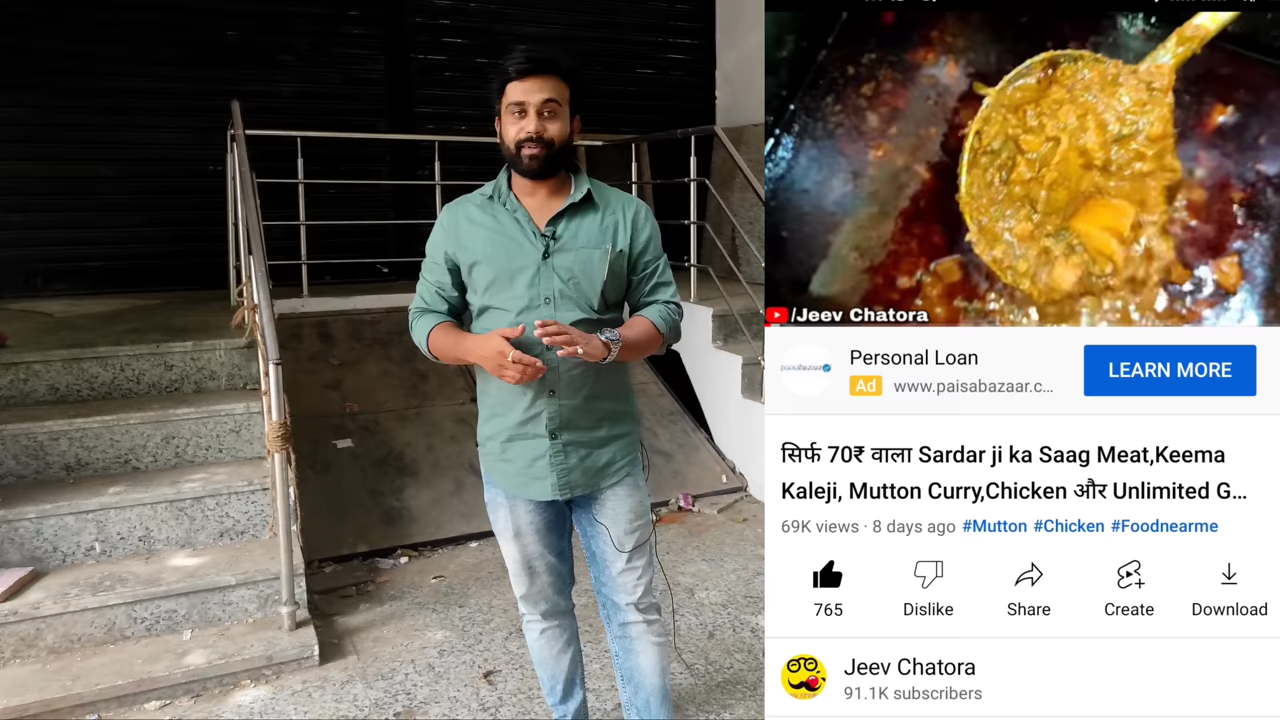 /Jeev Chatora
Personal Loan
Ad www.paisabazaar.c...
LEARN MORE
सिर्फ 70₹ वाला Sardar ji ka Saag Meat,Keema
Kaleji, Mutton Curry,Chicken और Unlimited G...
69K views · 8 days ago #Mutton #Chicken #Foodnearme
765 Dislike Share Create Download
Jeev Chatora
91.1K subscribers